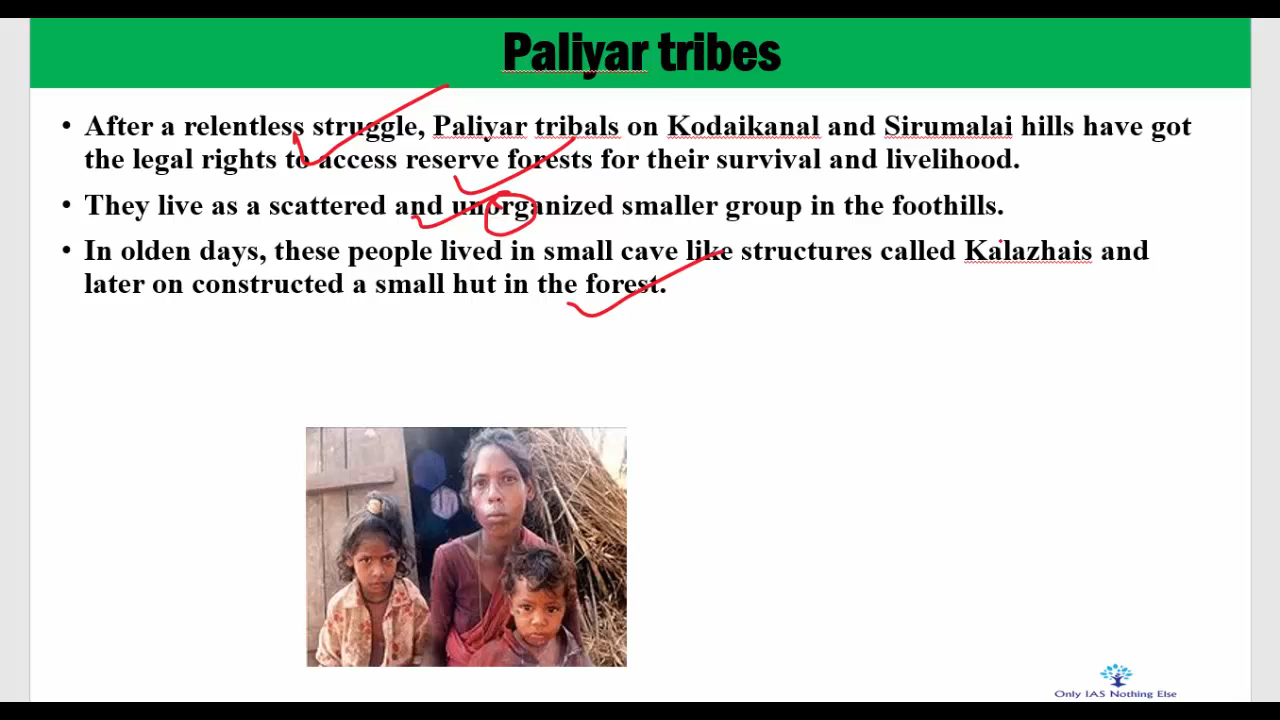 Paliyar tribes
• After a relentless struggle, Paliyar tribals on Kodaikanal and Sirumalai hills have got
the legal rights to access reserve forests for their survival and livelihood.
• They live as a scattered and unorganized smaller group in the foothills.
• In olden days, these people lived in small cave like structures called Kalazhais and
later on constructed a small hut in the forest.
Only IAS Nothing Else